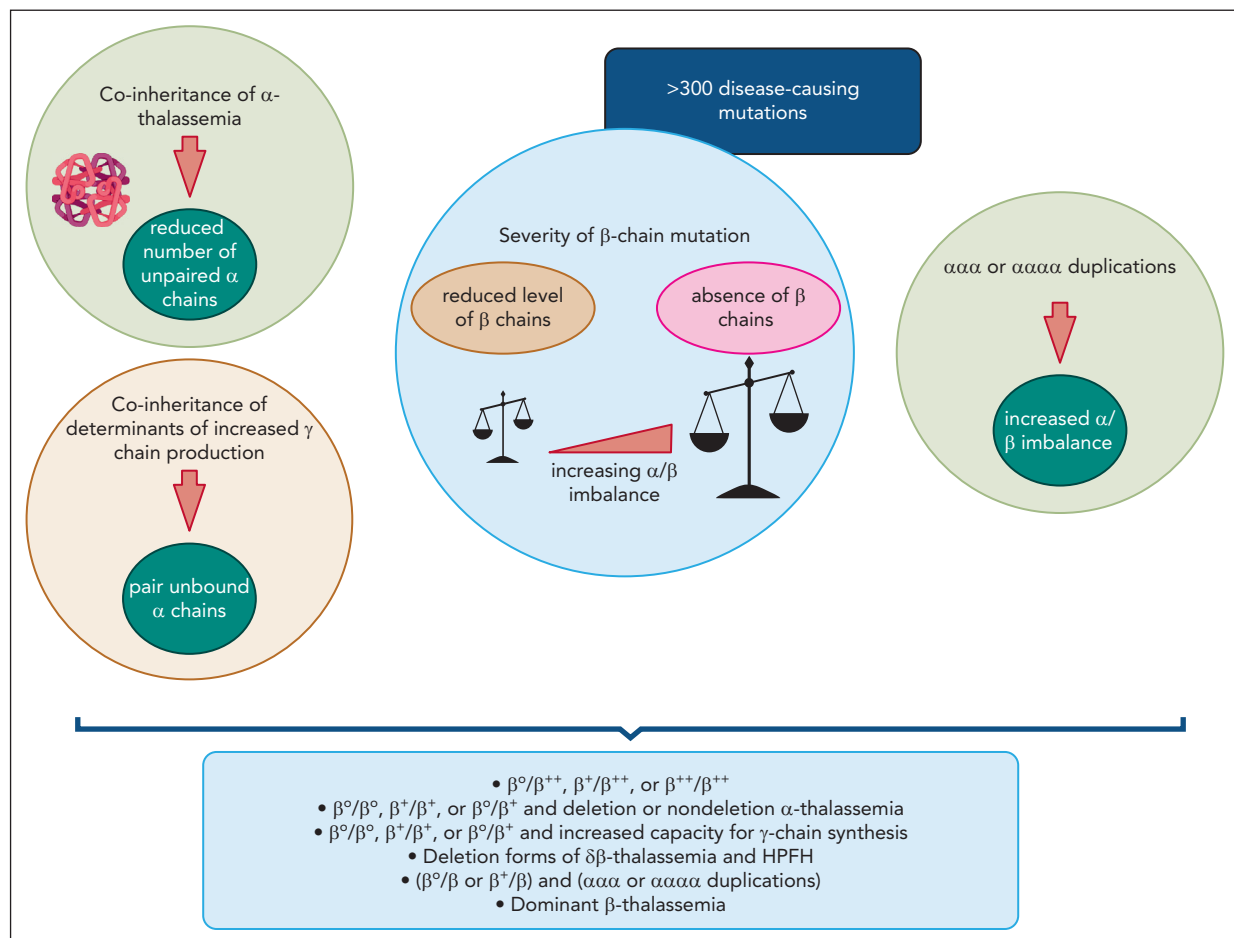 Co-inheritance of α-
thalassemia
reduced
number of
unpaired α
chains
Co-inheritance of
determinants of increased γ
chain production
pair unbound
α chains
>300 disease-causing
mutations
Severity of β-chain mutation
reduced level
of β chains
absence of β
chains
increasing α/β
imbalance
ααα or αααα duplications
increased α/
β imbalance
• β°/β⁺⁺, β⁺/β⁺⁺, or β⁺⁺/β⁺⁺
• β°/β°, β⁺/β⁺, or β°/β⁺ and deletion or nondeletion α-thalassemia
• β°/β°, β⁺/β⁺, or β°/β⁺ and increased capacity for γ-chain synthesis
• Deletion forms of δβ-thalassemia and HPFH
• (β°/β or β⁺/β) and (ααα or αααα duplications)
• Dominant β-thalassemia